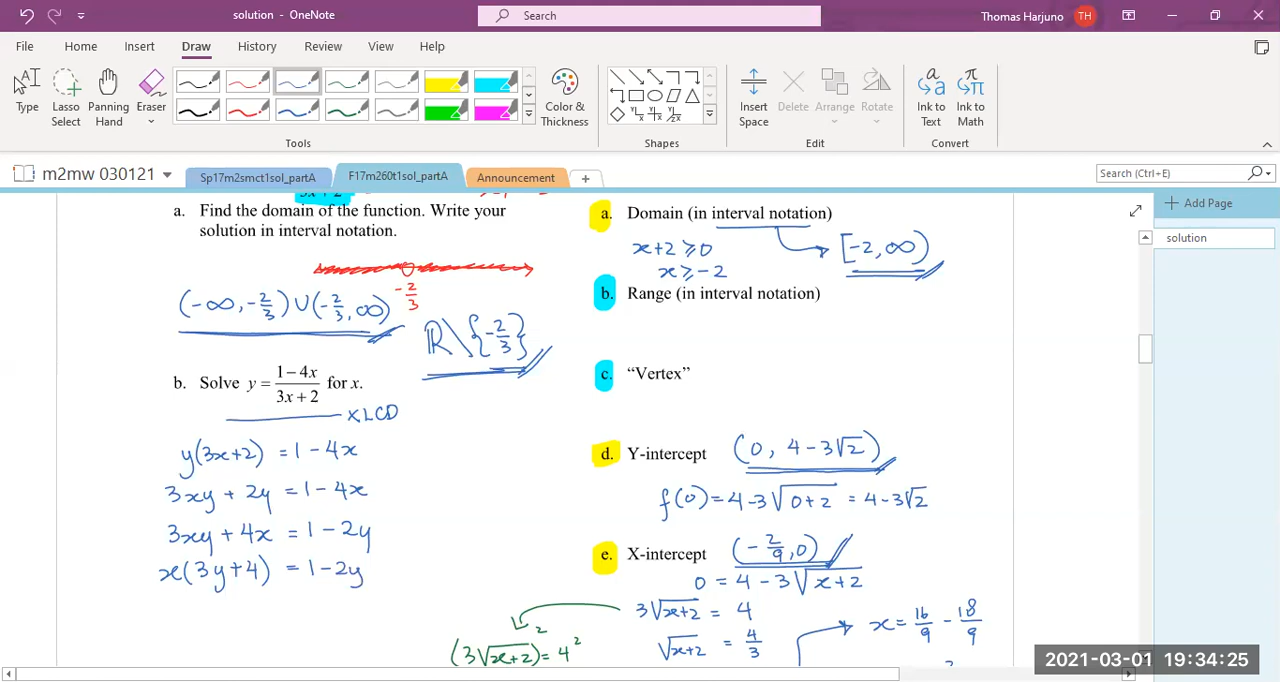 solution - OneNote
Search
Thomas Harjuno TH
File Home Insert Draw History Review View Help
Type
Lasso Select
Panning Hand
Eraser
Color & Thickness
Insert Space
Delete
Arrange
Rotate
Ink to Text
Ink to Math
Tools
Shapes
Edit
Convert
m2mw 030121
Sp17m2smct1sol_partA
F17m260t1sol_partA
Announcement
Search (Ctrl+E)
Add Page
solution
3x + 2
a. Find the domain of the function. Write your
solution in interval notation.
-2/3
(-∞, -2/3) ∪ (-2/3, ∞)
ℝ \ {-2/3}
b. Solve y = (1 − 4x)/(3x + 2) for x.
× LCD
y(3x+2) = 1 − 4x
3xy + 2y = 1 − 4x
3xy + 4x = 1 − 2y
x(3y+4) = 1 − 2y
a. Domain (in interval notation)
x+2 ⩾ 0
[-2, ∞)
x ⩾ -2
b. Range (in interval notation)
c. “Vertex”
d. Y-intercept (0, 4 − 3√2)
f(0) = 4 − 3√(0+2) = 4 − 3√2
e. X-intercept (−2/9, 0)
0 = 4 − 3√(x+2)
3√(x+2) = 4
√(x+2) = 4/3
x = 16/9 − 18/9
(3√(x+2))² = 4²
2021-03-01 19:34:25